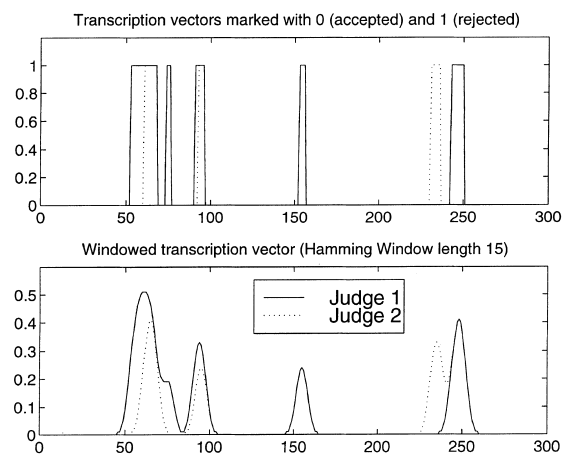 Transcription vectors marked with 0 (accepted) and 1 (rejected)
1
0.8
0.6
0.4
0.2
0
0 50 100 150 200 250 300
Windowed transcription vector (Hamming Window length 15)
0.5
0.4
0.3
0.2
0.1
0
Judge 1
Judge 2
0 50 100 150 200 250 300